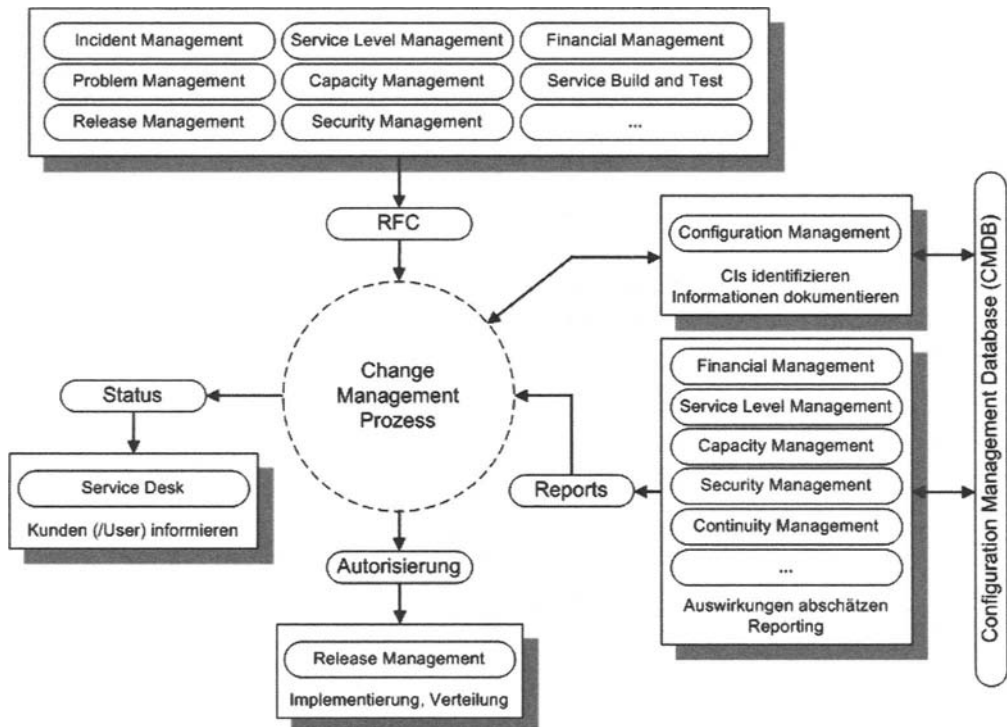 Incident Management
Service Level Management
Financial Management
Problem Management
Capacity Management
Service Build and Test
Release Management
Security Management
...
RFC
Configuration Management
CIs identifizieren
Informationen dokumentieren
Change
Management
Prozess
Status
Service Desk
Kunden (/User) informieren
Reports
Financial Management
Service Level Management
Capacity Management
Security Management
Continuity Management
...
Auswirkungen abschätzen
Reporting
Autorisierung
Release Management
Implementierung, Verteilung
Configuration Management Database (CMDB)